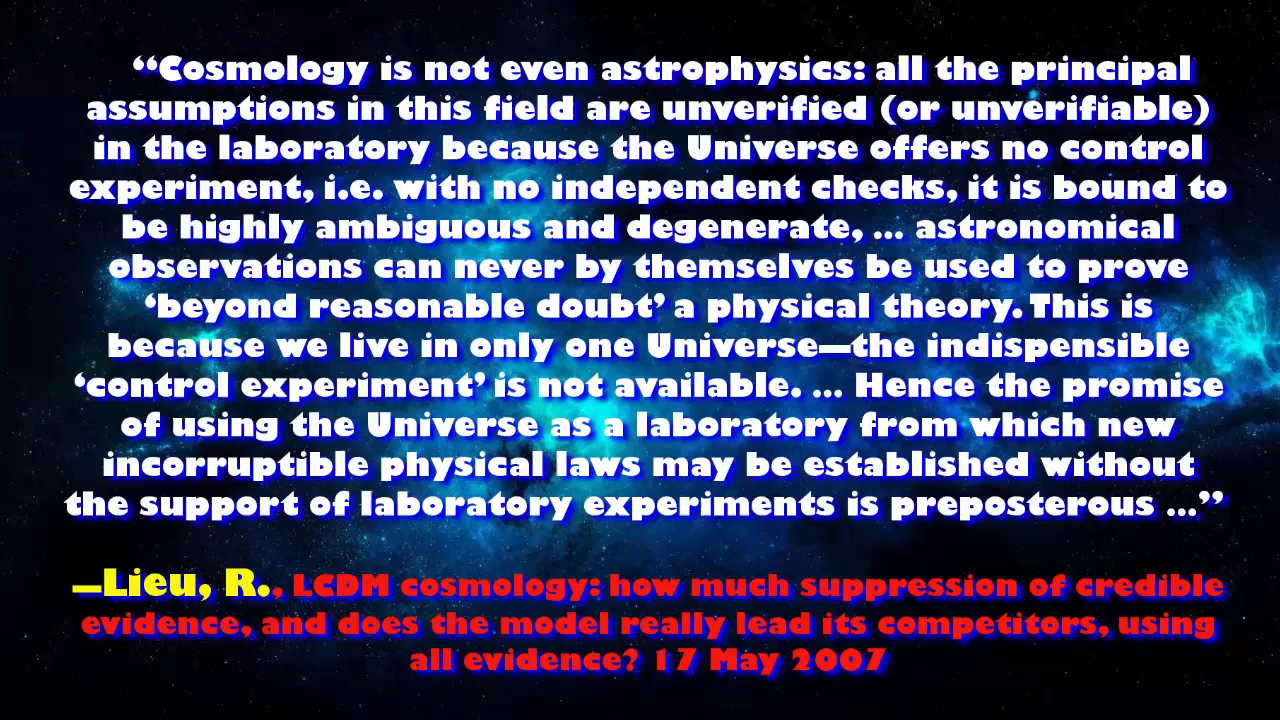 “Cosmology is not even astrophysics: all the principal
assumptions in this field are unverified (or unverifiable)
in the laboratory because the Universe offers no control
experiment, i.e. with no independent checks, it is bound to
be highly ambiguous and degenerate, ... astronomical
observations can never by themselves be used to prove
‘beyond reasonable doubt’ a physical theory. This is
because we live in only one Universe—the indispensible
‘control experiment’ is not available. ... Hence the promise
of using the Universe as a laboratory from which new
incorruptible physical laws may be established without
the support of laboratory experiments is preposterous ...”
—Lieu, R., LCDM cosmology: how much suppression of credible
evidence, and does the model really lead its competitors, using
all evidence? 17 May 2007